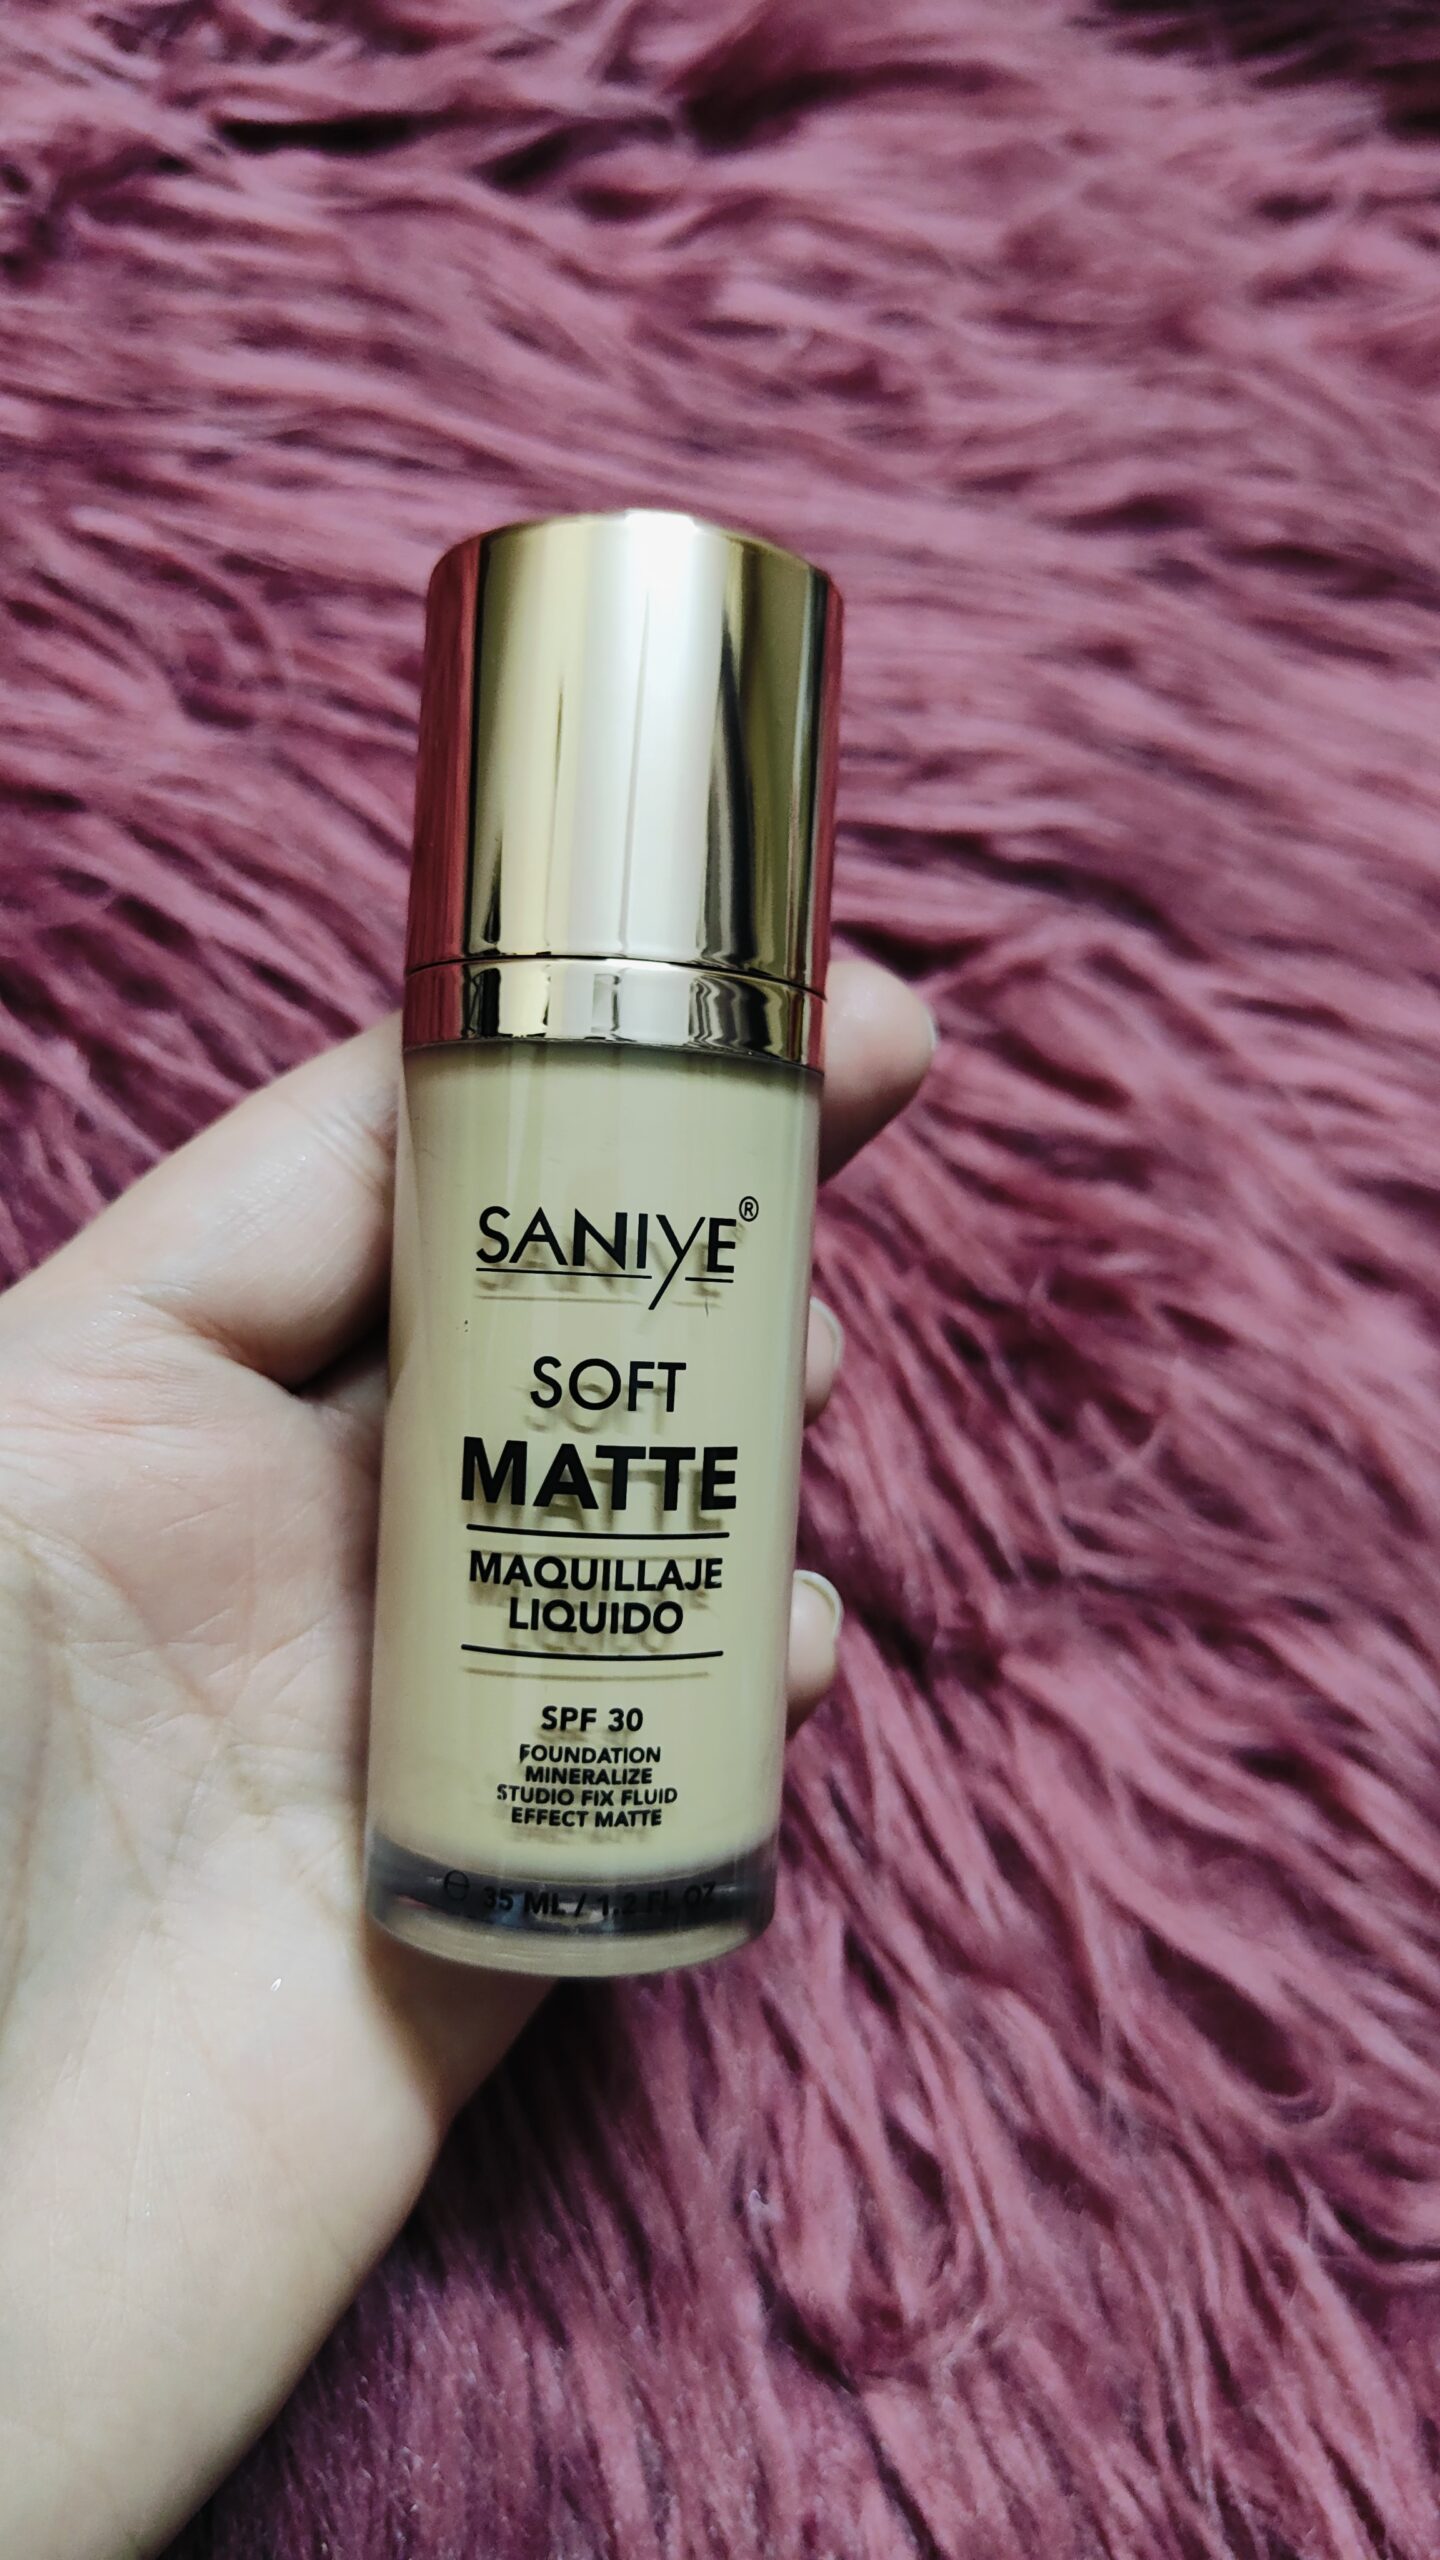 SANIYE®
SOFT
MATTE
MAQUILLAJE
LIQUIDO
SPF 30
FOUNDATION
MINERALIZE
STUDIO FIX FLUID
EFFECT MATTE
35 ML / 1.2 FL OZ